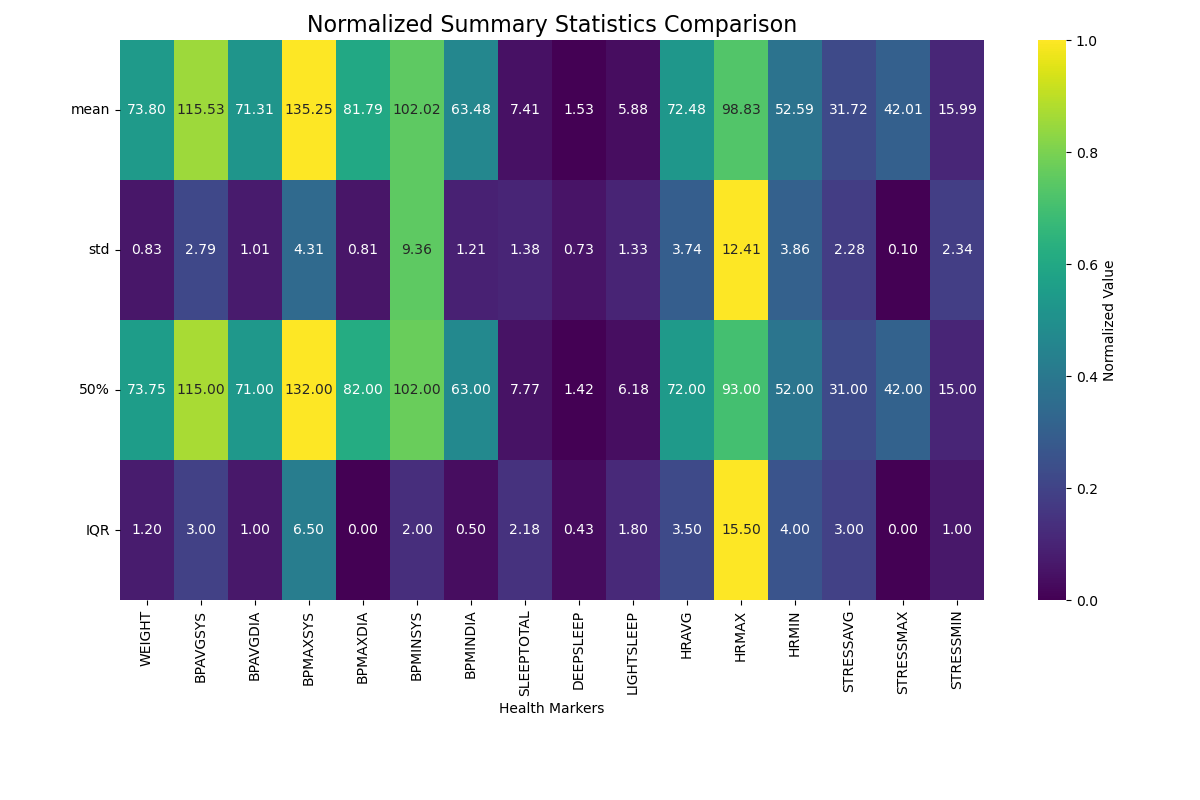 Normalized Summary Statistics Comparison
mean 73.80 115.53 71.31 135.25 81.79 102.02 63.48 7.41 1.53 5.88 72.48 98.83 52.59 31.72 42.01 15.99
std 0.83 2.79 1.01 4.31 0.81 9.36 1.21 1.38 0.73 1.33 3.74 12.41 3.86 2.28 0.10 2.34
50% 73.75 115.00 71.00 132.00 82.00 102.00 63.00 7.77 1.42 6.18 72.00 93.00 52.00 31.00 42.00 15.00
IQR 1.20 3.00 1.00 6.50 0.00 2.00 0.50 2.18 0.43 1.80 3.50 15.50 4.00 3.00 0.00 1.00
WEIGHT
BPAVGSYS
BPAVGDIA
BPMAXSYS
BPMAXDIA
BPMINSYS
BPMINDIA
SLEEPTOTAL
DEEPSLEEP
LIGHTSLEEP
HRAVG
HRMAX
HRMIN
STRESSAVG
STRESSMAX
STRESSMIN
Health Markers
1.0
0.8
0.6
0.4
0.2
0.0
Normalized Value